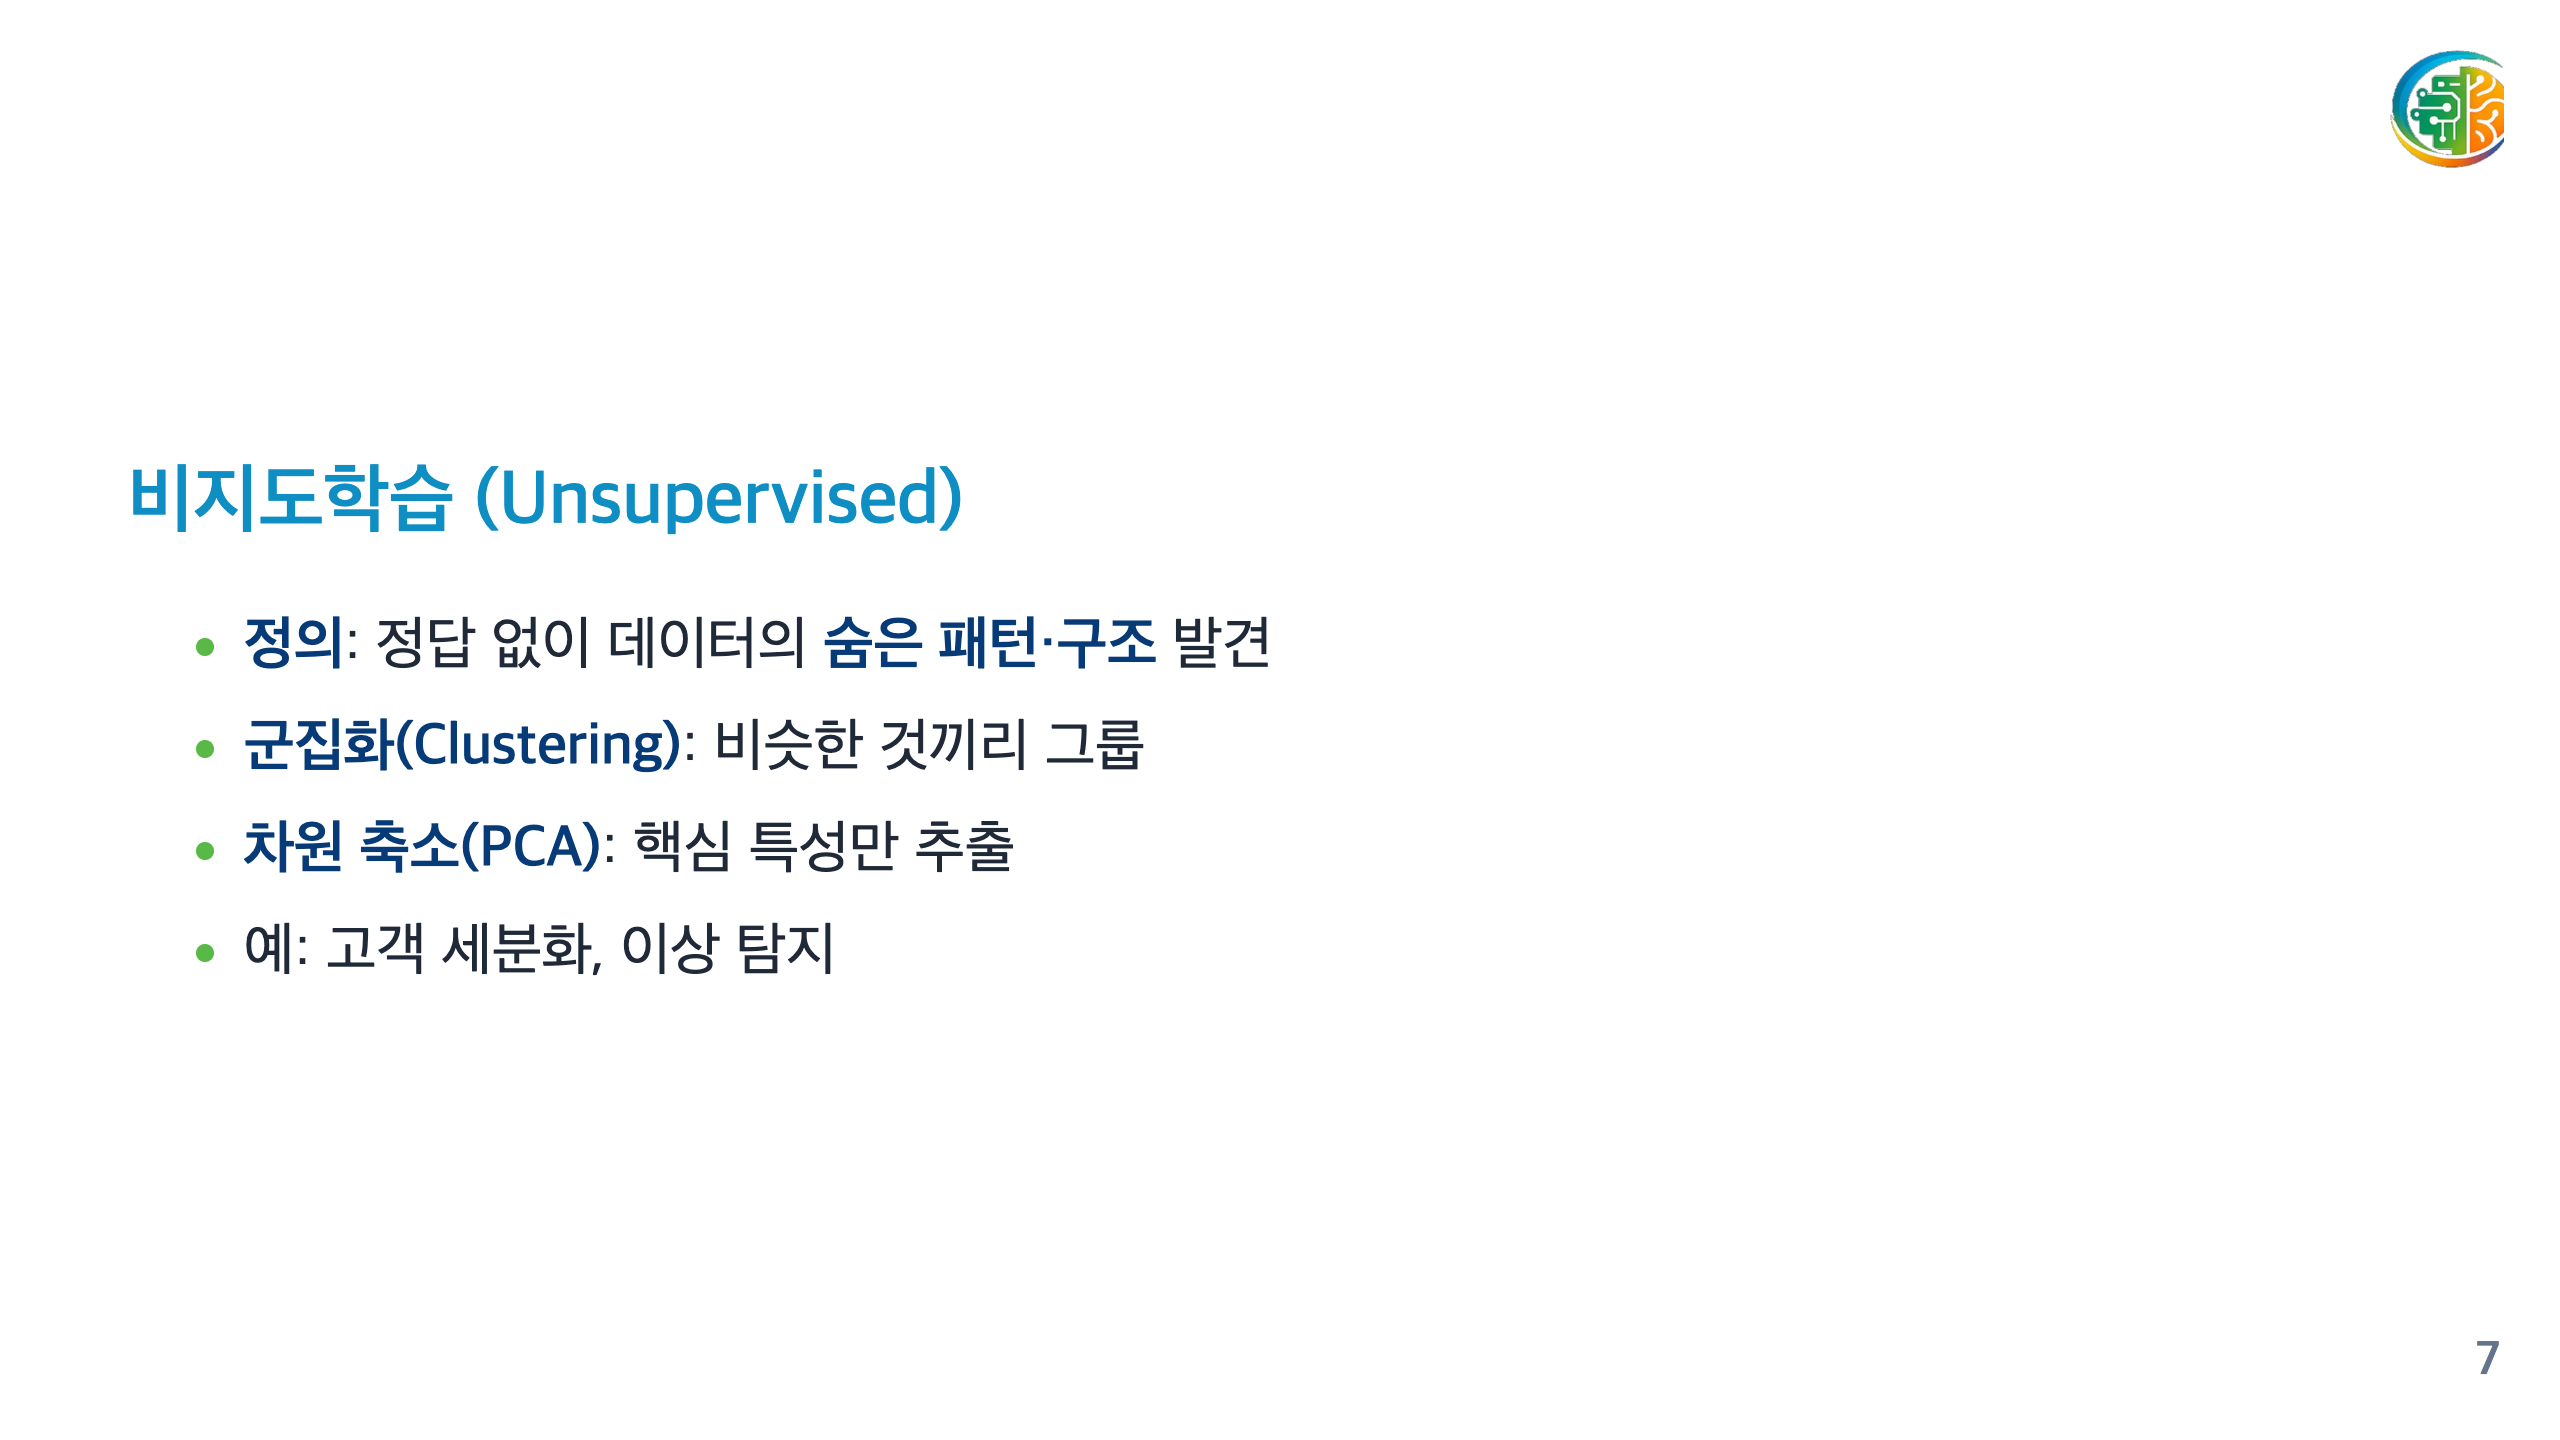 비지도학습 (Unsupervised)
• 정의: 정답 없이 데이터의 숨은 패턴·구조 발견
• 군집화(Clustering): 비슷한 것끼리 그룹
• 차원 축소(PCA): 핵심 특성만 추출
• 예: 고객 세분화, 이상 탐지
7